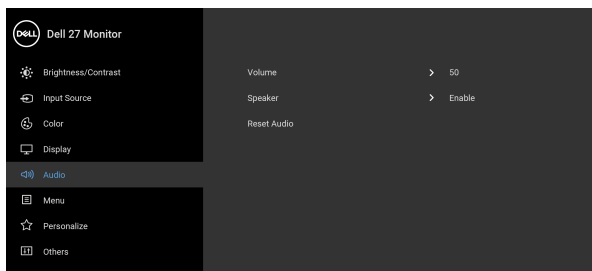 DELL Dell 27 Monitor
Brightness/Contrast
Volume 50
Input Source
Speaker Enable
Color
Reset Audio
Display
Audio
Menu
Personalize
Others